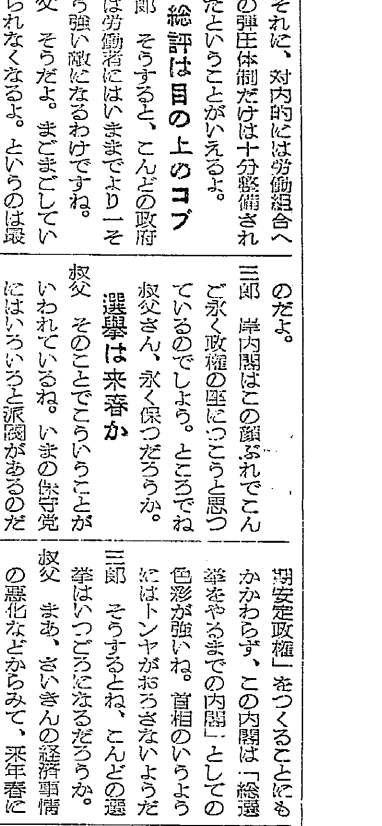 それに、対内的には労働組合へ
の弾圧体制だけは十分整備され
たということがいえるよ。
総評は目の上のコブ
郎　そうすると、こんどの政府
は労働者にはいままでより一そ
う強い敵になるわけですね。
父　そうだよ。まごまごしてい
られなくなるよ。というのは最
のだよ。
三郎　岸内閣はこの顔ぶれでこん
ご永く政権の座につこうと思つ
ているのでしよう。ところでね
叔父さん、永く保つだろうか。
選擧は来春か
叔父　そのことでこういうことが
いわれているね。いまの保守党
にはいろいろと派閥があるのだ
期安定政権」をつくることにも
かかわらず、この内閣は「総選
挙をやるまでの内閣」としての
色彩が強いね。首相のいうよう
にはトンヤがおろさないようだ
三郎　そうするとね、こんどの選
挙はいつごろになるだろうか。
叔父　まあ、さいきんの経済事情
の悪化などからみて、来年春に